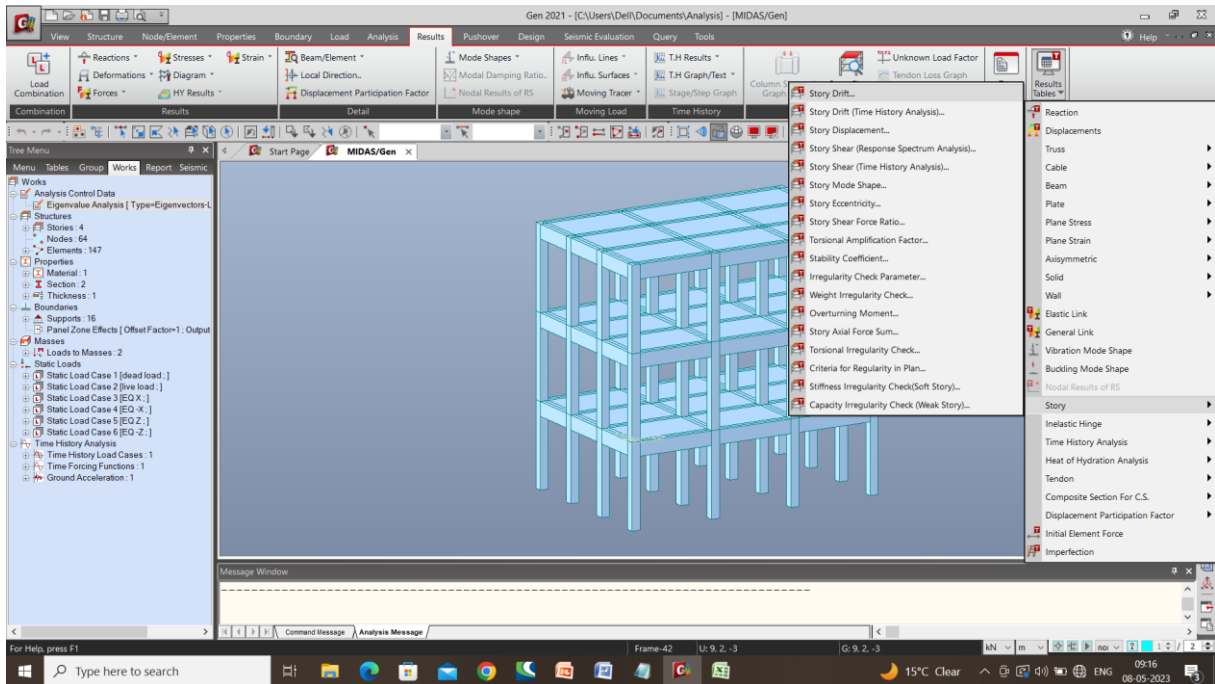 Gen 2021 - [C:\Users\Dell\Documents\Analysis] - [MIDAS/Gen]
View Structure Node/Element Properties Boundary Load Analysis Results Pushover Design Seismic Evaluation Query Tools Help
Reactions Stresses Strain Beam/Element Mode Shapes Influ. Lines T.H Results Unknown Load Factor
Deformations Diagram Local Direction.. Modal Damping Ratio.. Influ. Surfaces T.H Graph/Text Tendon Loss Graph
Load Combination Forces HY Results Displacement Participation Factor Nodal Results of RS Moving Tracer Stage/Step Graph Results Tables
Combination Results Detail Mode shape Moving Load Time History
Tree Menu
Start Page MIDAS/Gen
Menu Tables Group Works Report Seismic
Works
Analysis Control Data
Eigenvalue Analysis [ Type=Eigenvectors-L
Structures
Stories : 4
Nodes : 64
Elements : 147
Properties
Material : 1
Section : 2
Thickness : 1
Boundaries
Supports : 16
Panel Zone Effects [ Offset Factor=1 ; Output
Masses
Loads to Masses : 2
Static Loads
Static Load Case 1 [dead load ; ]
Static Load Case 2 [live load ; ]
Static Load Case 3 [EQ X ; ]
Static Load Case 4 [EQ -X ; ]
Static Load Case 5 [EQ Z ; ]
Static Load Case 6 [EQ -Z ; ]
Time History Analysis
Time History Load Cases : 1
Time Forcing Functions : 1
Ground Acceleration : 1
Story Drift...
Story Drift (Time History Analysis)...
Story Displacement...
Story Shear (Response Spectrum Analysis)...
Story Shear (Time History Analysis)...
Story Mode Shape...
Story Eccentricity...
Story Shear Force Ratio...
Torsional Amplification Factor...
Stability Coefficient...
Irregularity Check Parameter...
Weight Irregularity Check...
Overturning Moment...
Story Axial Force Sum...
Torsional Irregularity Check...
Criteria for Regularity in Plan...
Stiffness Irregularity Check(Soft Story)...
Capacity Irregularity Check (Weak Story)...
Reaction
Displacements
Truss
Cable
Beam
Plate
Plane Stress
Plane Strain
Axisymmetric
Solid
Wall
Elastic Link
General Link
Vibration Mode Shape
Buckling Mode Shape
Nodal Results of RS
Story
Inelastic Hinge
Time History Analysis
Heat of Hydration Analysis
Tendon
Composite Section For C.S.
Displacement Participation Factor
Initial Element Force
Imperfection
Message Window
Command Message Analysis Message
For Help, press F1
Frame-42 U: 9, 2, -3 G: 9, 2, -3 kN m 1 / 2
Type here to search
15°C Clear ENG 09:16
08-05-2023